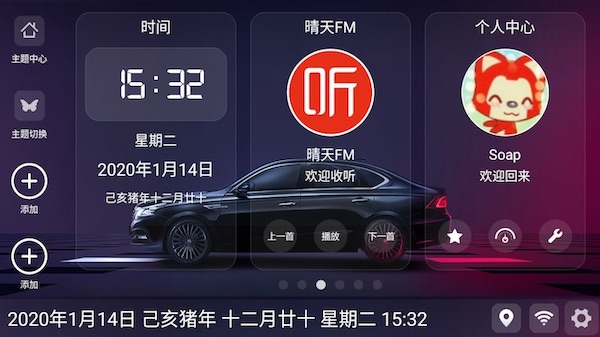 主题中心
主题切换
添加
添加
时间
15:32
星期二
2020年1月14日
己亥猪年十二月廿十
晴天FM
听
晴天FM
欢迎收听
上一首
播放
下一首
个人中心
Soap
欢迎回来
2020年1月14日 己亥猪年 十二月廿十 星期二 15:32